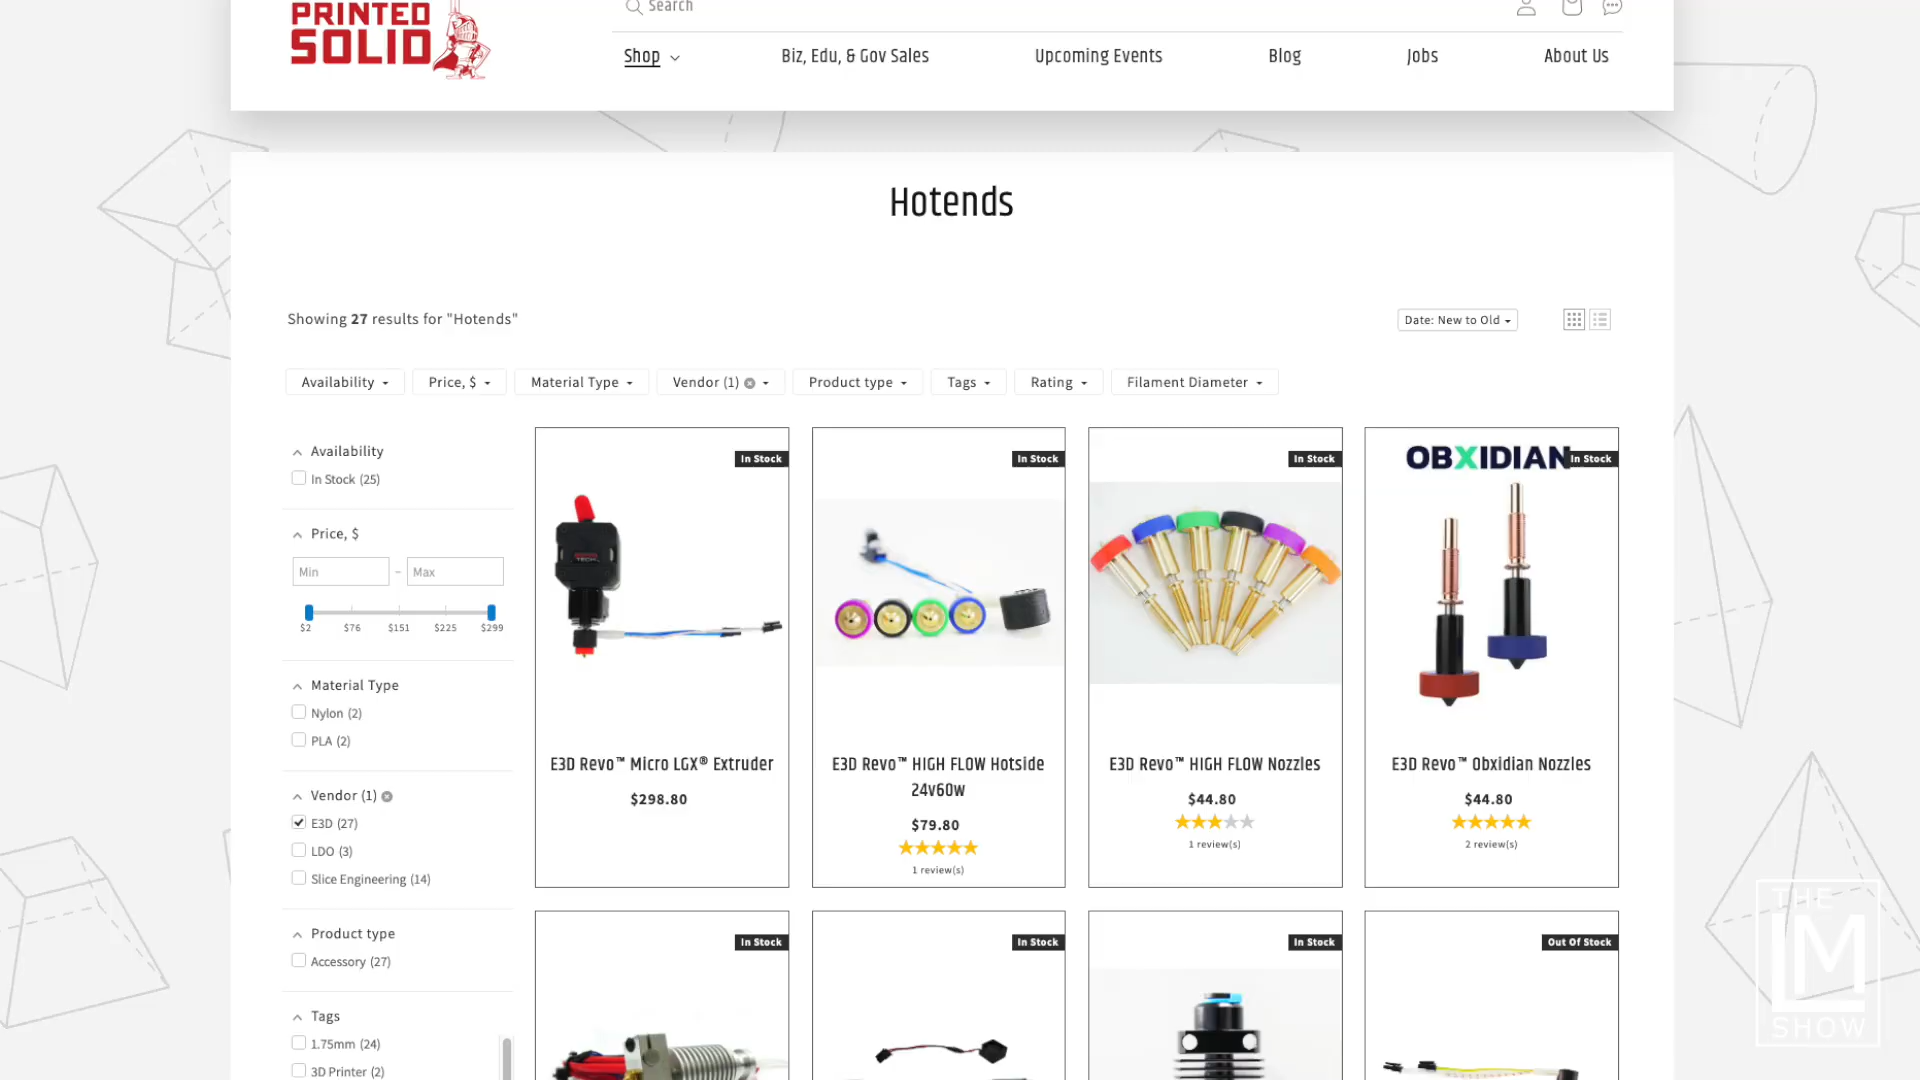 PRINTED
SOLID
Search
Shop
Biz, Edu, & Gov Sales
Upcoming Events
Blog
Jobs
About Us
Hotends
Showing 27 results for "Hotends"
Date: New to Old
Availability
Price, $
Material Type
Vendor (1)
Product type
Tags
Rating
Filament Diameter
Availability
In Stock (25)
Price, $
Min
–
Max
$2
$76
$151
$225
$299
Material Type
Nylon (2)
PLA (2)
Vendor (1)
E3D (27)
LDO (3)
Slice Engineering (14)
Product type
Accessory (27)
Tags
1.75mm (24)
3D Printer (2)
In Stock
TECH
E3D Revo™ Micro LGX® Extruder
$298.80
In Stock
E3D Revo™ HIGH FLOW Hotside
24v60w
$79.80
1 review(s)
In Stock
E3D Revo™ HIGH FLOW Nozzles
$44.80
1 review(s)
OBXIDIAN
In Stock
E3D Revo™ Obxidian Nozzles
$44.80
2 review(s)
In Stock
In Stock
In Stock
Out Of Stock
THE
LM
SHOW